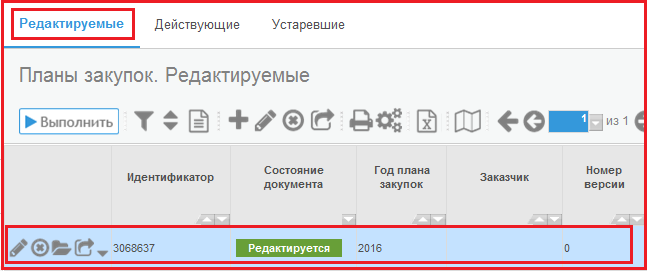 Редактируемые Действующие Устаревшие
Планы закупок. Редактируемые
Выполнить 1 из 1
Идентификатор Состояние документа Год плана закупок Заказчик Номер версии
3068637 Редактируется 2016 0